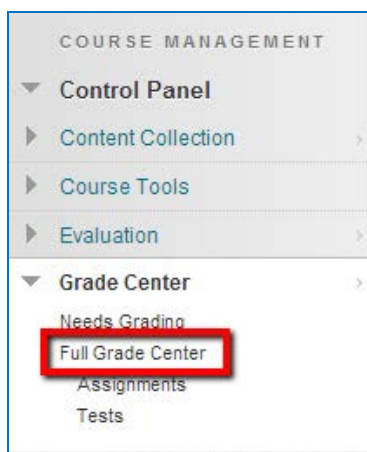 COURSE MANAGEMENT
Control Panel
Content Collection
Course Tools
Evaluation
Grade Center
Needs Grading
Full Grade Center
Assignments
Tests